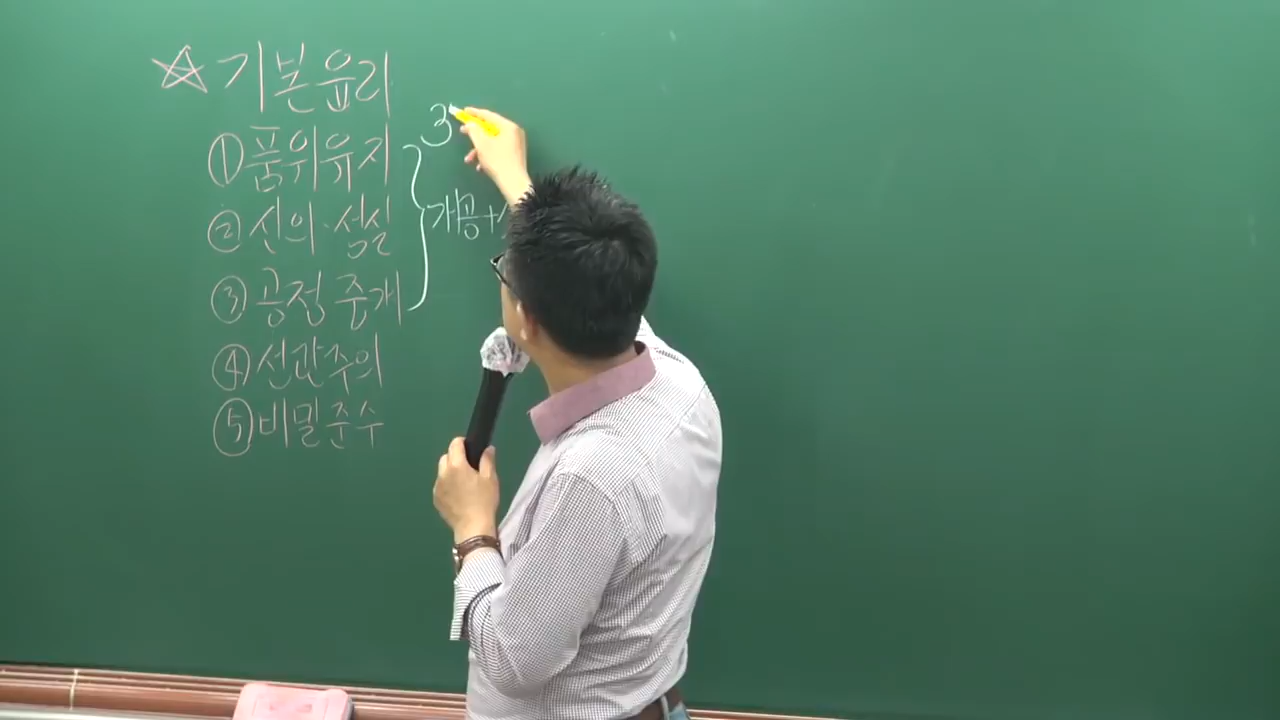 ☆ 기본윤리
① 품위유지
② 신의·성실
③ 공정중개
④ 선관주의
⑤ 비밀준수
3
개공+